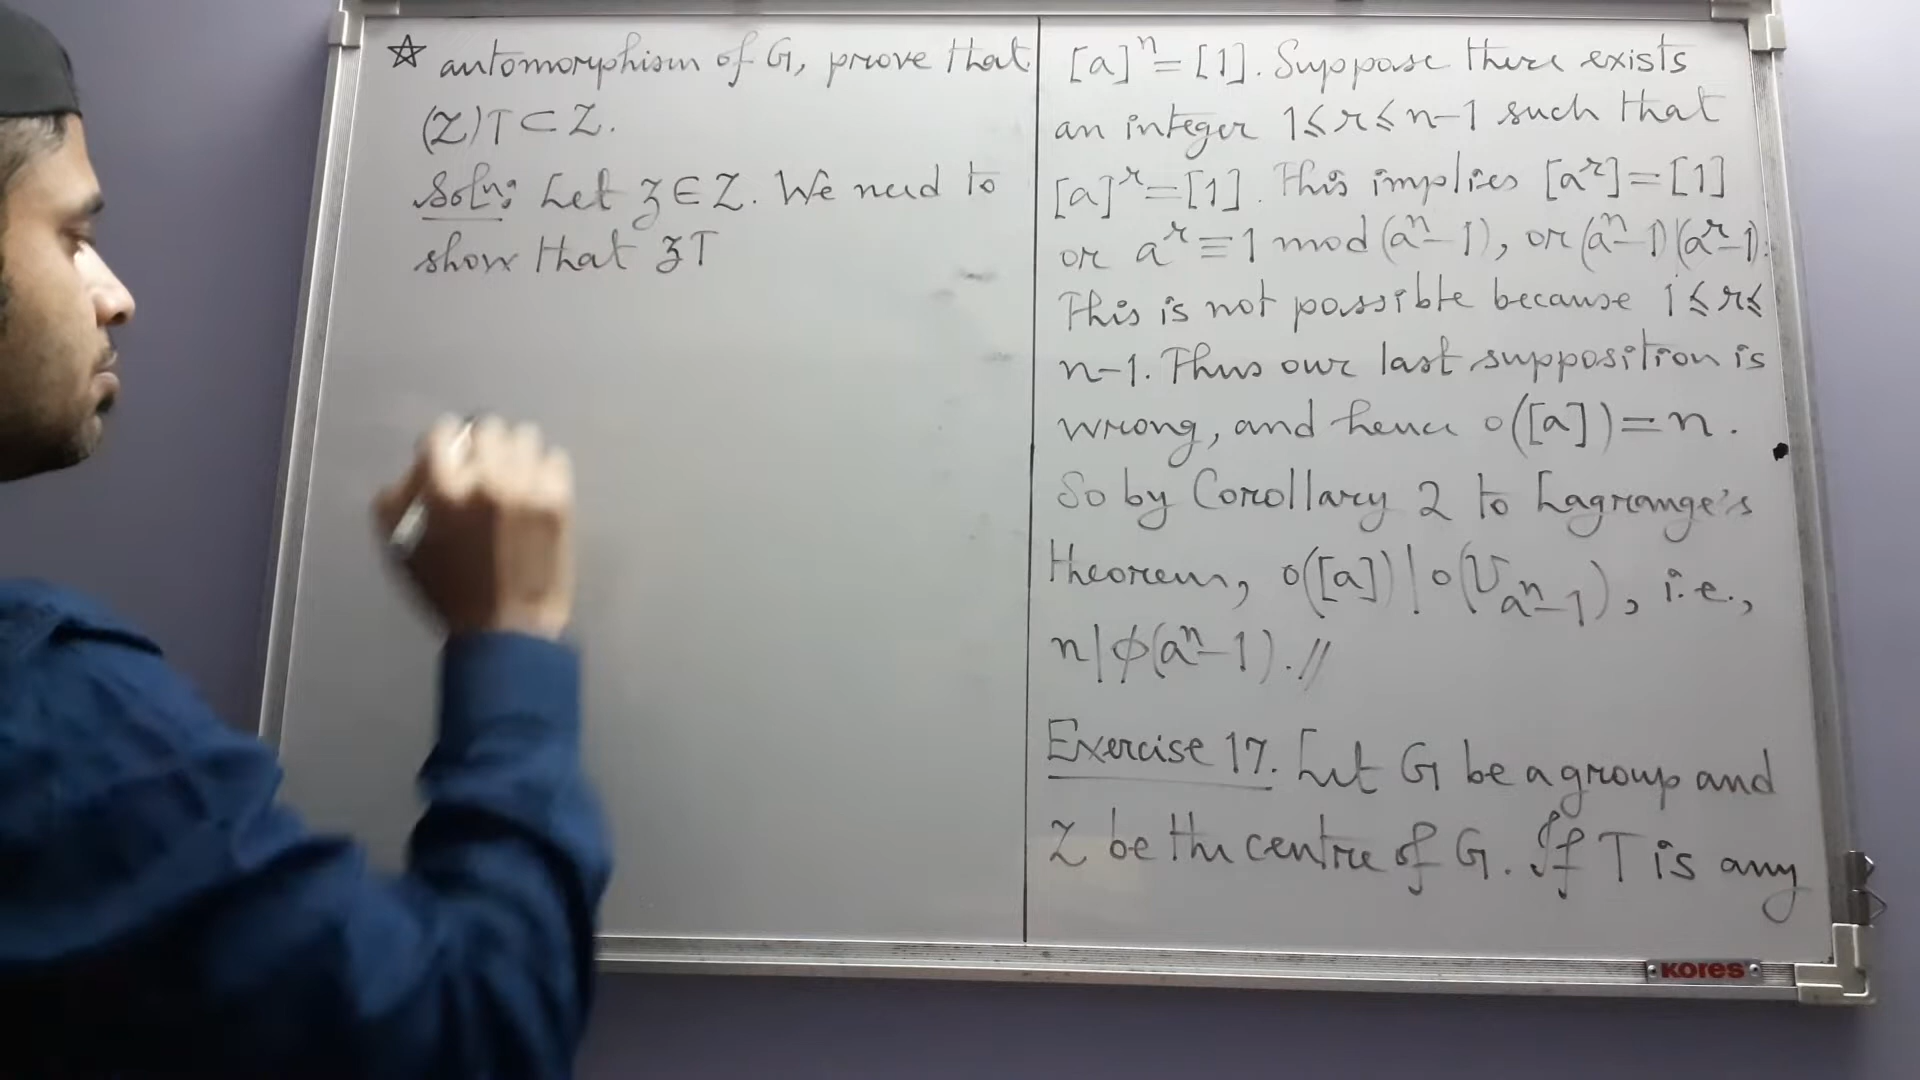 ☆ automorphism of G, prove that
(Z)T ⊂ Z.
Soln: Let z ∈ Z. We need to
show that zT
[a]ⁿ = [1]. Suppose there exists
an integer 1 ≤ r ≤ n-1 such that
[a]ʳ = [1]. This implies [aʳ] = [1]
or aʳ ≡ 1 mod (aⁿ-1), or (aⁿ-1)|(aʳ-1).
This is not possible because 1 ≤ r ≤
n-1. Thus our last supposition is
wrong, and hence o([a]) = n.
So by Corollary 2 to Lagrange's
theorem, o([a]) | o(U_{aⁿ-1}), i.e.,
n | ϕ(aⁿ-1). //
Exercise 17. Let G be a group and
Z be the centre of G. If T is any
KORES